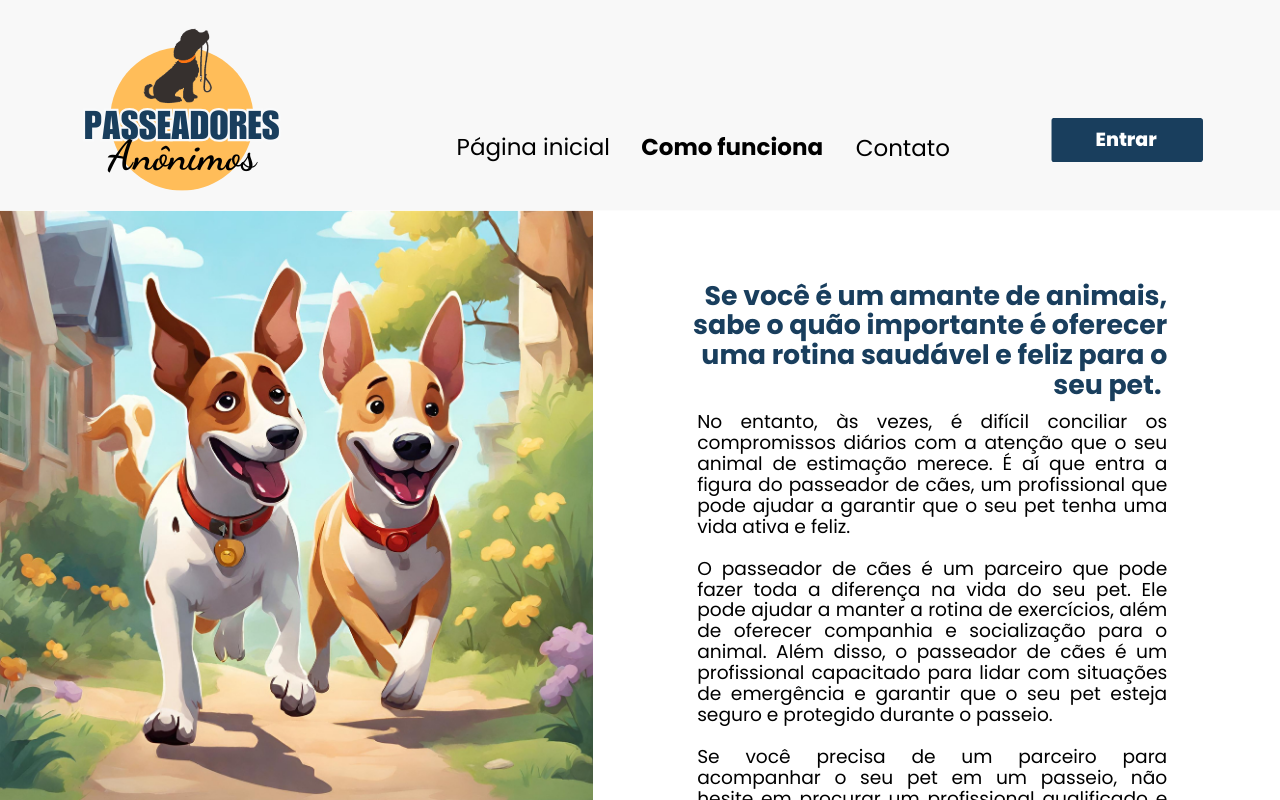 PASSEADORES
Anônimos
Página inicial
Como funciona
Contato
Entrar
Se você é um amante de animais,
sabe o quão importante é oferecer
uma rotina saudável e feliz para o
seu pet.
No entanto, às vezes, é difícil conciliar os
compromissos diários com a atenção que o seu
animal de estimação merece. É aí que entra a
figura do passeador de cães, um profissional que
pode ajudar a garantir que o seu pet tenha uma
vida ativa e feliz.
O passeador de cães é um parceiro que pode
fazer toda a diferença na vida do seu pet. Ele
pode ajudar a manter a rotina de exercícios, além
de oferecer companhia e socialização para o
animal. Além disso, o passeador de cães é um
profissional capacitado para lidar com situações
de emergência e garantir que o seu pet esteja
seguro e protegido durante o passeio.
Se você precisa de um parceiro para
acompanhar o seu pet em um passeio, não
hesite em procurar um profissional qualificado e